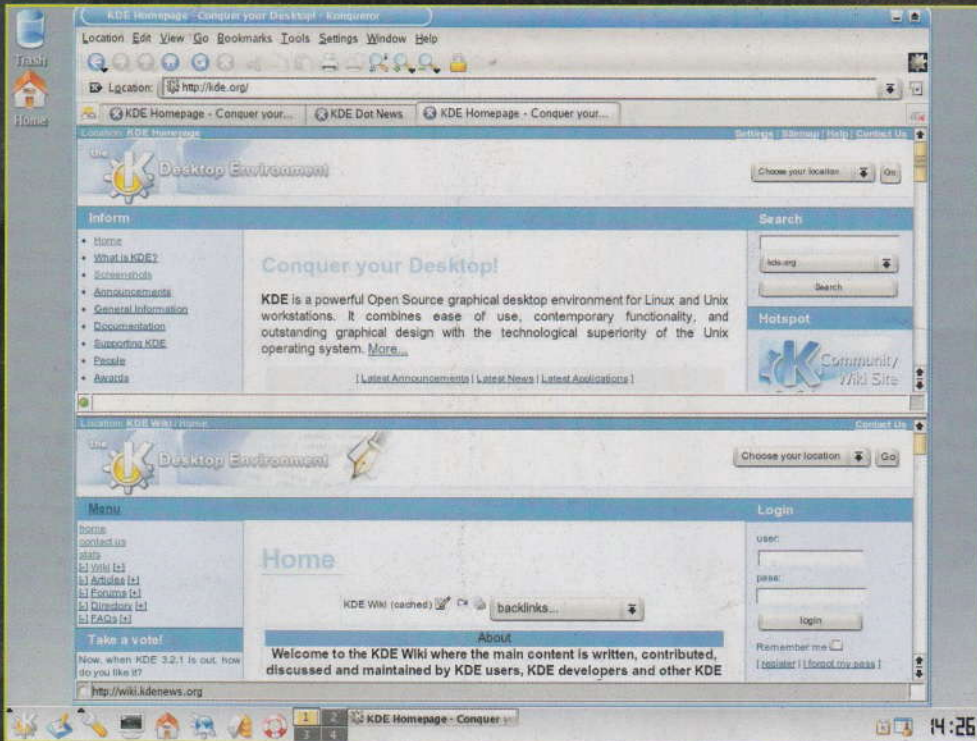 KDE Homepage - Conquer your Desktop! - Konqueror
Location Edit View Go Bookmarks Tools Settings Window Help
Trash
Location: http://kde.org/
Home
KDE Homepage - Conquer your...
KDE Dot News
KDE Homepage - Conquer your...
Location: KDE Homepage
Settings | Sitemap | Help | Contact Us
the K Desktop Environment
Choose your location
Go
Inform
Home
What is KDE?
Screenshots
Announcements
General Information
Documentation
Supporting KDE
People
Awards
Conquer your Desktop!
KDE is a powerful Open Source graphical desktop environment for Linux and Unix
workstations. It combines ease of use, contemporary functionality, and
outstanding graphical design with the technological superiority of the Unix
operating system. More...
[ Latest Announcements | Latest News | Latest Applications ]
Search
kde.org
Search
Hotspot
Community
Wiki Site
Location: KDE Wiki / Home
Contact Us
the K Desktop Environment
Choose your location
Go
Menu
home
contact us
stats
[-] Wiki [+]
[-] Articles [+]
[-] Forums [+]
[-] Directory [+]
[-] FAQs [+]
Take a vote!
Now, when KDE 3.2.1 is out, how
do you like it?
Home
KDE Wiki (cached)
backlinks...
About
Welcome to the KDE Wiki where the main content is written, contributed,
discussed and maintained by KDE users, KDE developers and other KDE
Login
user:
pass:
login
Remember me
[ register | I forgot my pass ]
http://wiki.kdenews.org
1 2
3 4
KDE Homepage - Conquer
14:26